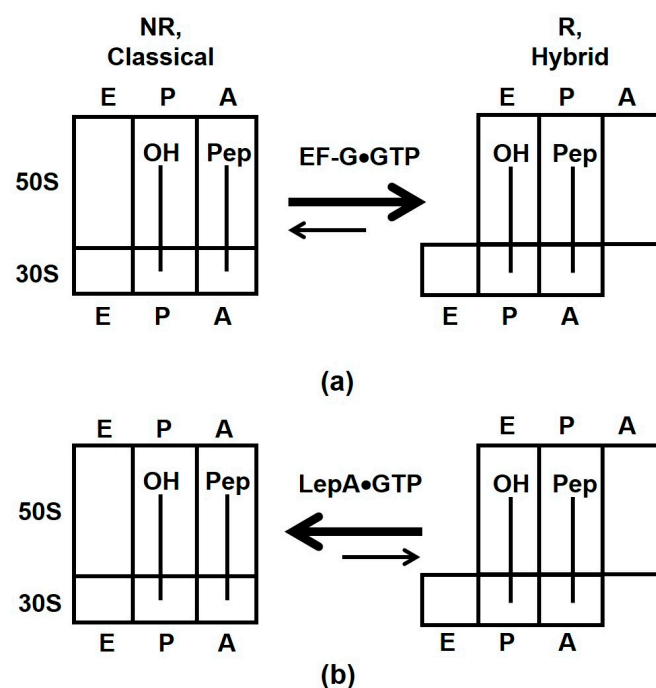 NR, R,
Classical Hybrid
E P A E P A
OH Pep EF-G•GTP OH Pep
50S
30S
E P A E P A
(a)
E P A E P A
OH Pep LepA•GTP OH Pep
50S
30S
E P A E P A
(b)